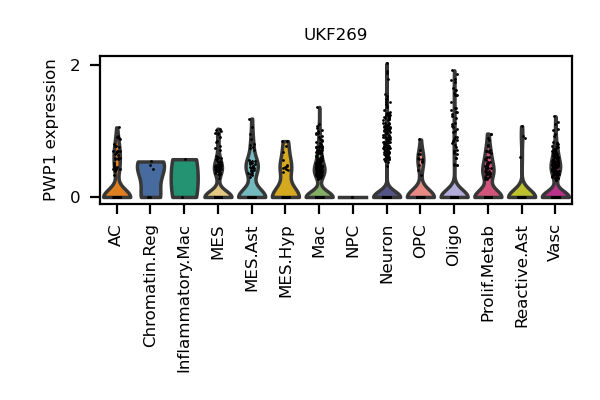 UKF269
PWP1 expression
2
0
AC
Chromatin.Reg
Inflammatory.Mac
MES
MES.Ast
MES.Hyp
Mac
NPC
Neuron
OPC
Oligo
Prolif.Metab
Reactive.Ast
Vasc